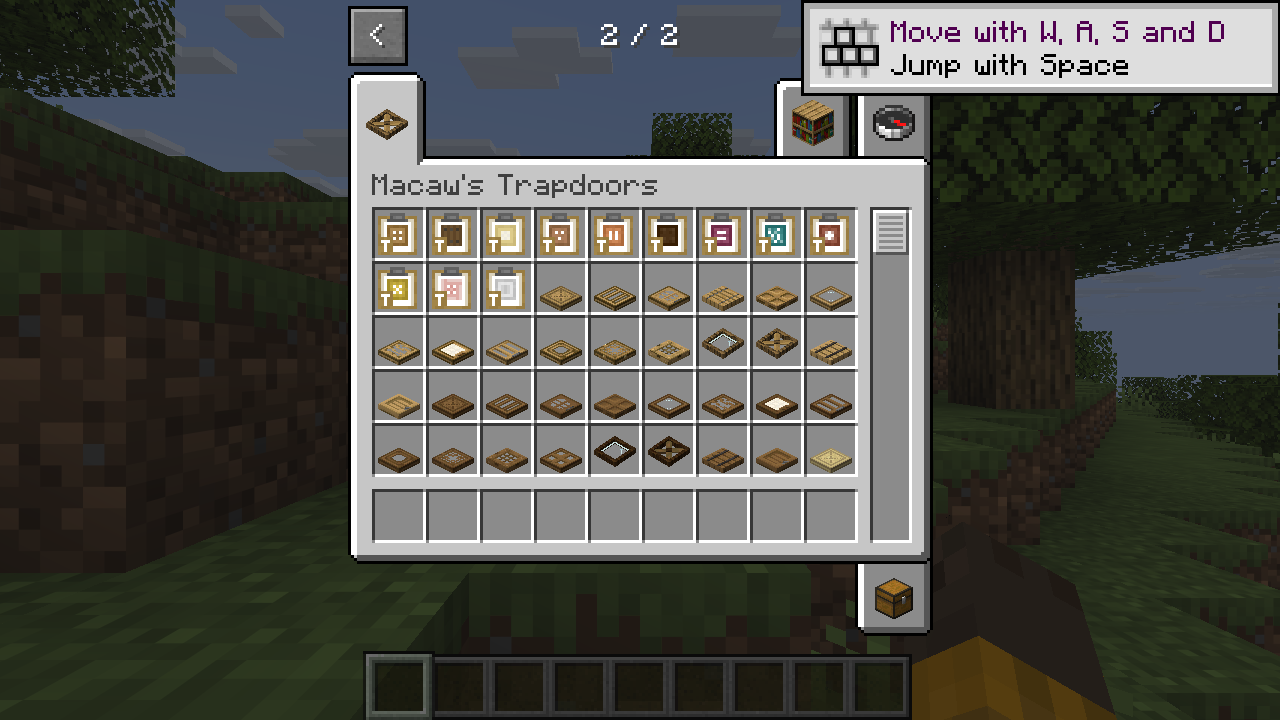 <
2 / 2
Move with W, A, S and D
Jump with Space
Macaw's Trapdoors
T T T T T T T T T
T T T